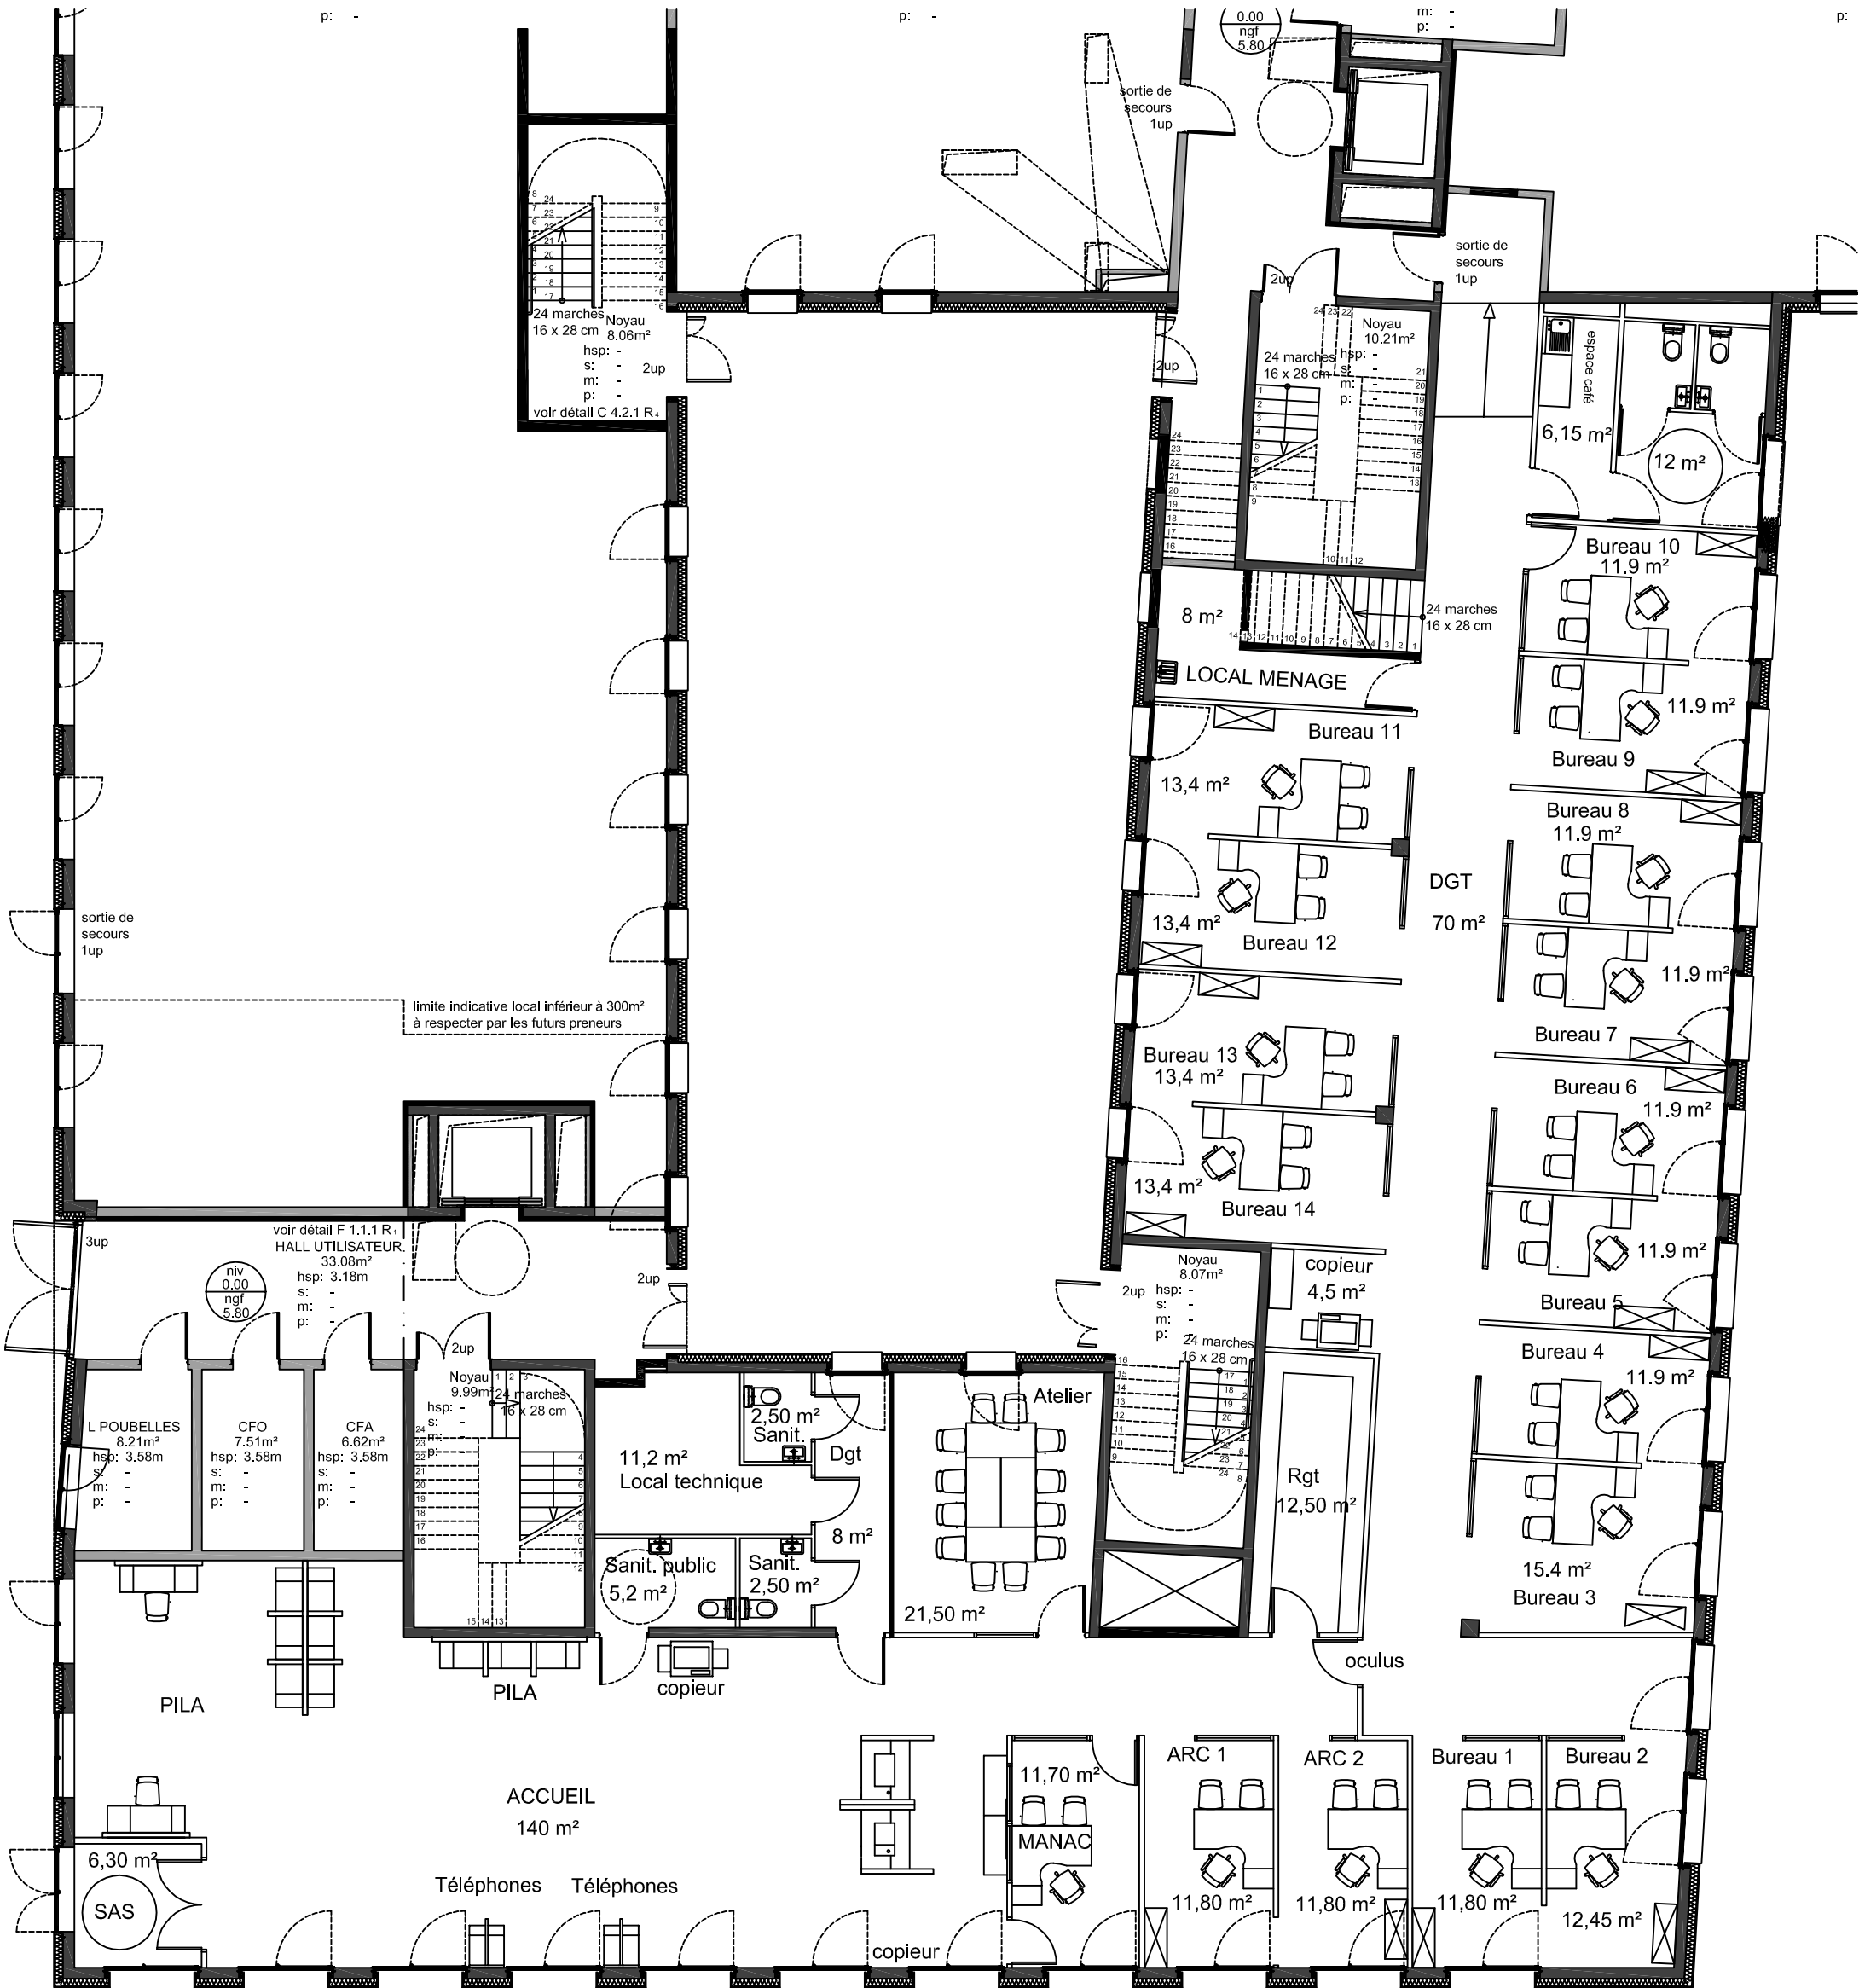 p: -
p: -
0.00
ngf
5.80
m: -
p: -
p:
sortie de
secours
1up
sortie de
secours
1up
2up
24 marches
16 x 28 cm
Noyau
8.06m²
hsp: -
s: -
m: -
p: -
2up
voir détail C 4.2.1 R
2up
Noyau
10.21m²
24 marches
16 x 28 cm
hsp: -
s: -
m: -
p: -
espace café
6,15 m²
12 m²
Bureau 10
11.9 m²
24 marches
16 x 28 cm
8 m²
LOCAL MENAGE
11.9 m²
Bureau 9
Bureau 11
13,4 m²
Bureau 8
11.9 m²
DGT
70 m²
13,4 m²
Bureau 12
sortie de
secours
1up
11.9 m²
Bureau 7
limite indicative local inférieur à 300m²
à respecter par les futurs preneurs
Bureau 13
13,4 m²
Bureau 6
11.9 m²
13,4 m²
Bureau 14
11.9 m²
Bureau 5
3up
voir détail F 1.1.1 R
HALL UTILISATEUR
33.08m²
hsp: 3.18m
s: -
m: -
p: -
niv
0.00
ngf
5.80
2up
2up
Noyau
8.07m²
2up
hsp: -
s: -
m: -
p: -
24 marches
16 x 28 cm
copieur
4,5 m²
Bureau 4
11.9 m²
2up
Noyau
9.99m²
24 marches
16 x 28 cm
hsp: -
s: -
m: -
p: -
L POUBELLES
8.21m²
hsp: 3.58m
s: -
m: -
p: -
CFO
7.51m²
hsp: 3.58m
s: -
m: -
p: -
CFA
6.62m²
hsp: 3.58m
s: -
m: -
p: -
2,50 m²
Sanit.
11,2 m²
Local technique
Dgt
8 m²
Atelier
21,50 m²
Rgt
12,50 m²
Sanit. public
5,2 m²
Sanit.
2,50 m²
15.4 m²
Bureau 3
PILA
PILA
copieur
oculus
ACCUEIL
140 m²
11,70 m²
MANAC
ARC 1
11,80 m²
ARC 2
11,80 m²
Bureau 1
11,80 m²
Bureau 2
12,45 m²
6,30 m²
SAS
Téléphones
Téléphones
copieur